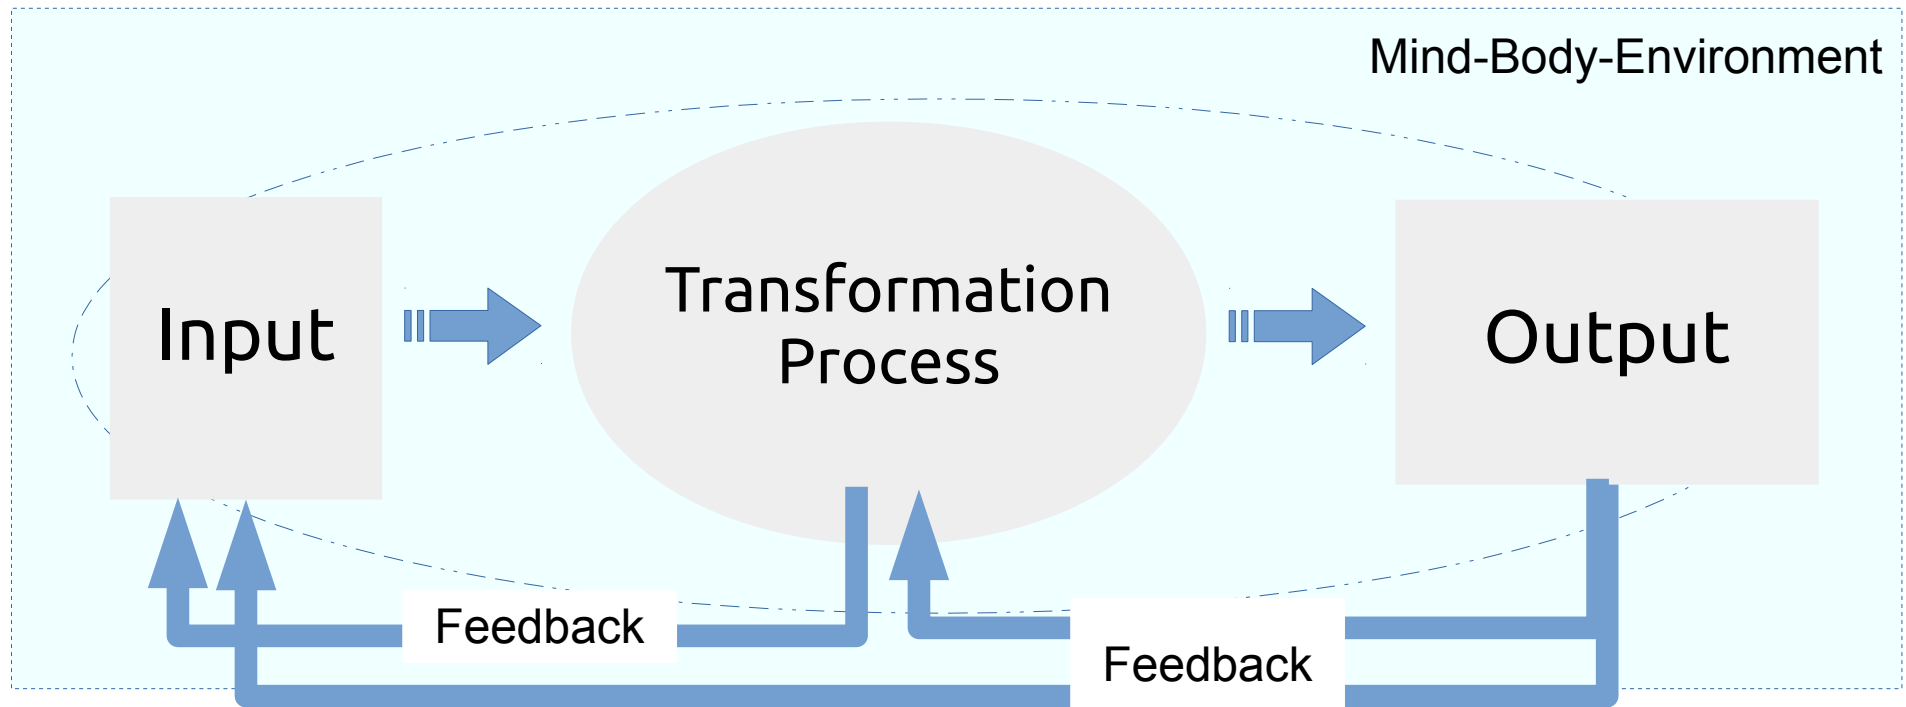 Mind-Body-Environment
Input
Transformation
Process
Output
Feedback
Feedback